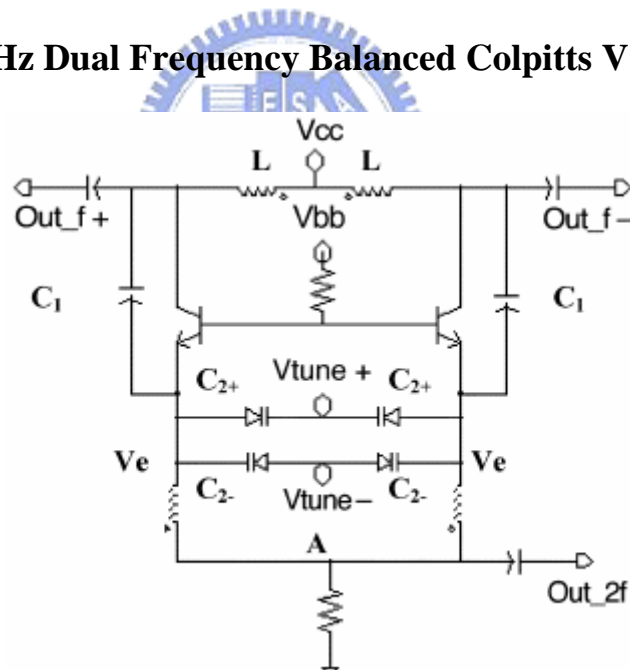 Hz Dual Frequency Balanced Colpitts V
ESA
Vcc
L L
Out_f + Vbb Out_f –
C1 C1
Vtune +
C2+ C2+
Ve Ve
C2- Vtune– C2-
A
Out_2f